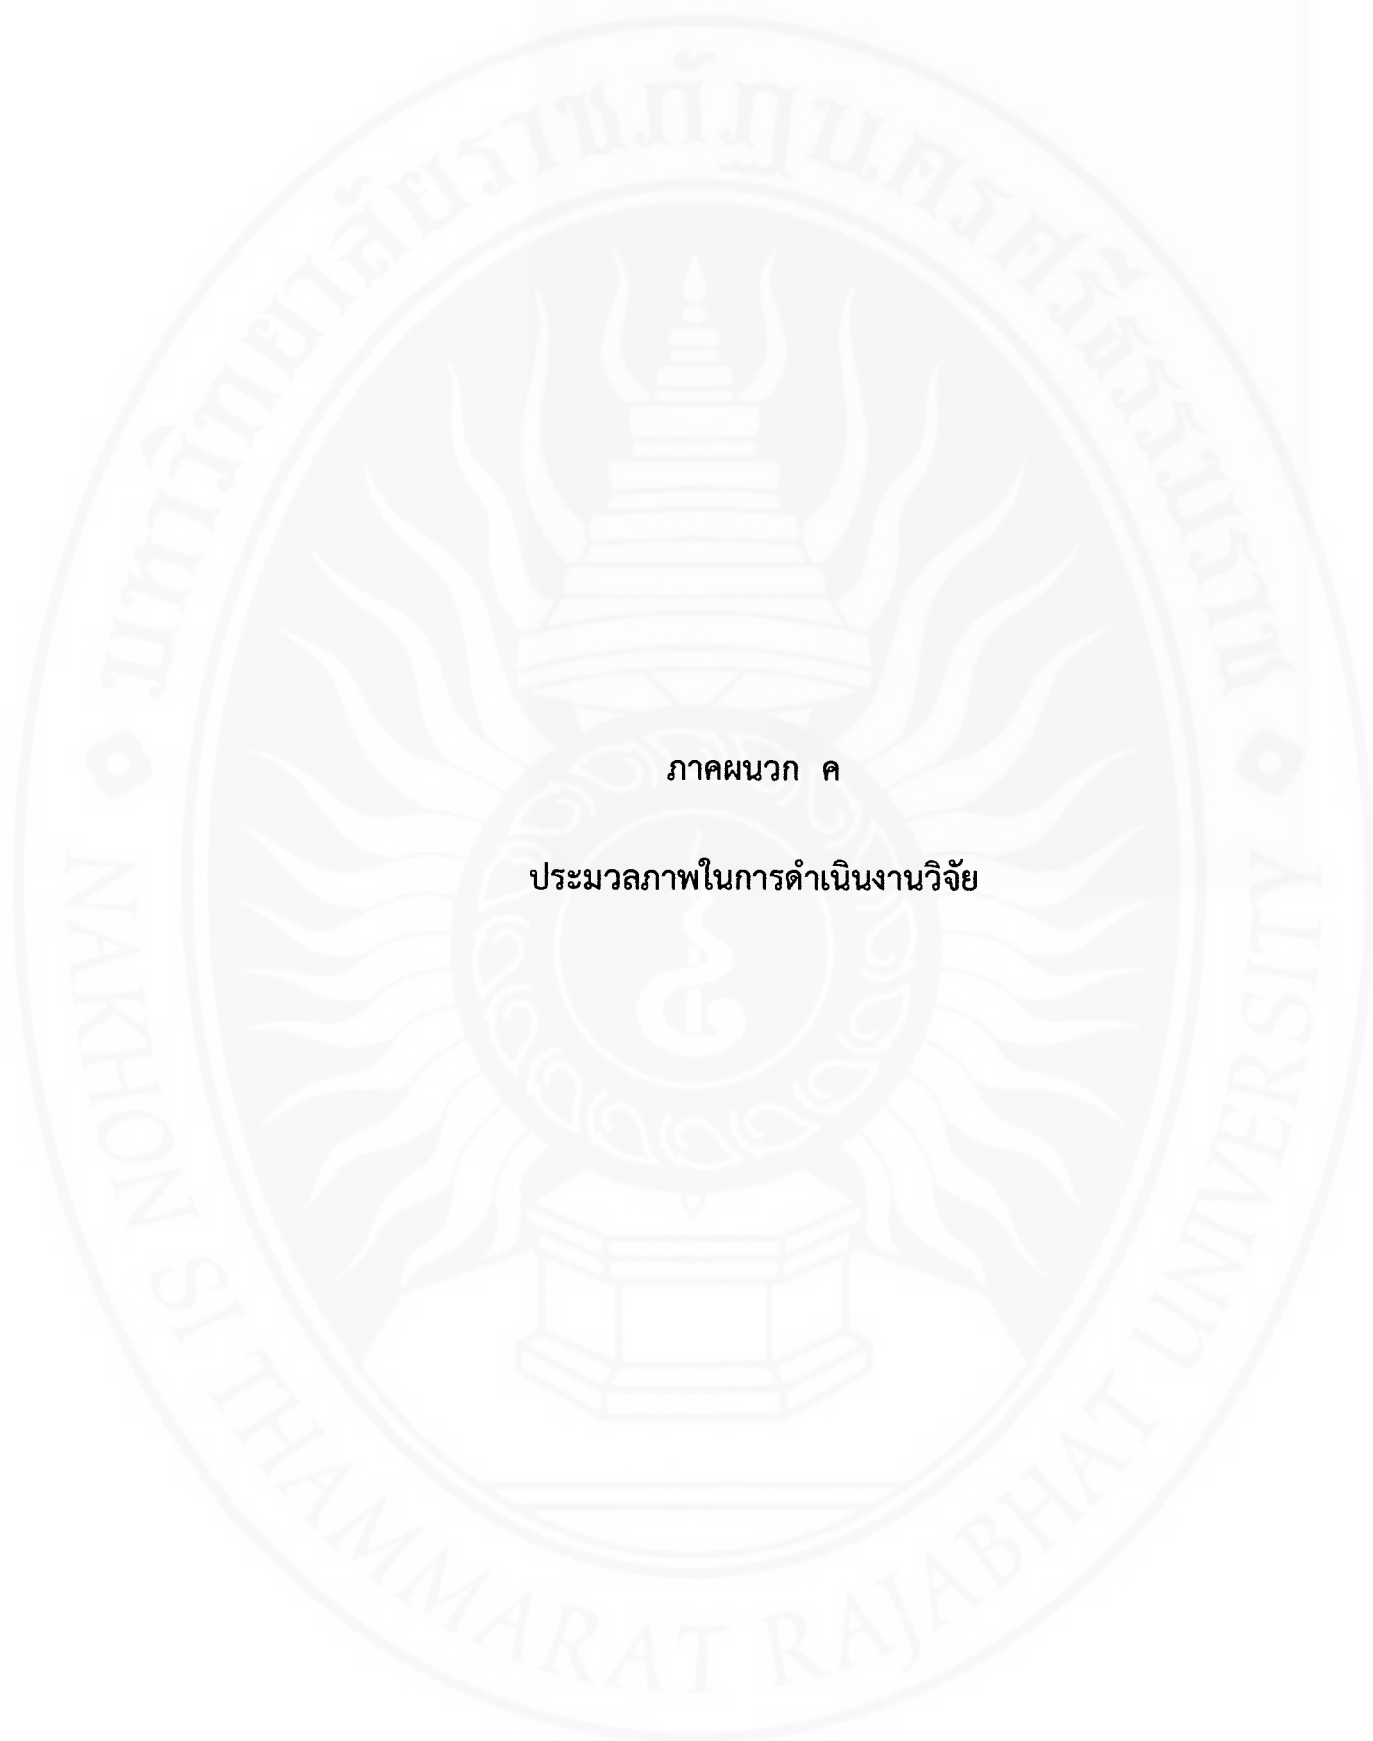 มหาวิทยาลัยราชภัฏนครศรีธรรมราช
ภาคผนวก ค
ประมวลภาพในการดำเนินงานวิจัย
NAKHON SI THAMMARAT RAJABHAT UNIVERSITY